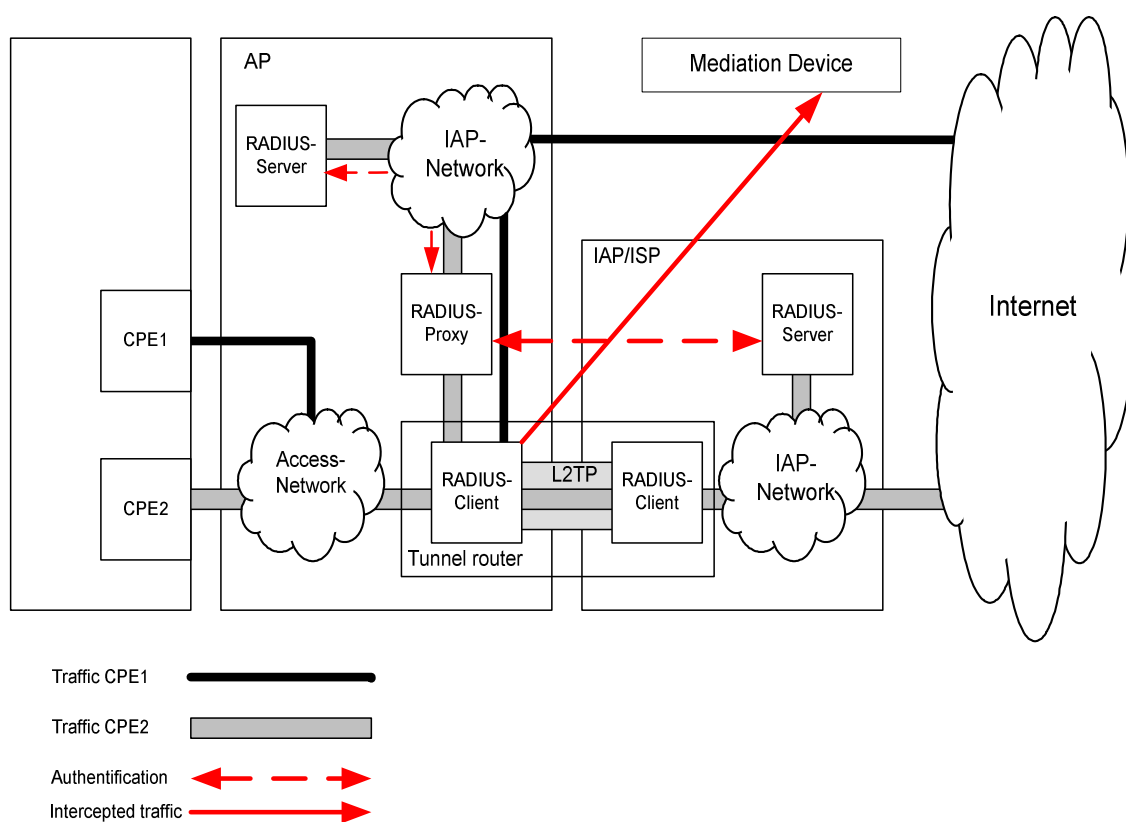 AP
Mediation Device
RADIUS-
Server
IAP-
Network
IAP/ISP
CPE1
RADIUS-
Proxy
RADIUS-
Server
Internet
CPE2
Access-
Network
RADIUS-
Client
L2TP
RADIUS-
Client
IAP-
Network
Tunnel router
Traffic CPE1
Traffic CPE2
Authentification
Intercepted traffic